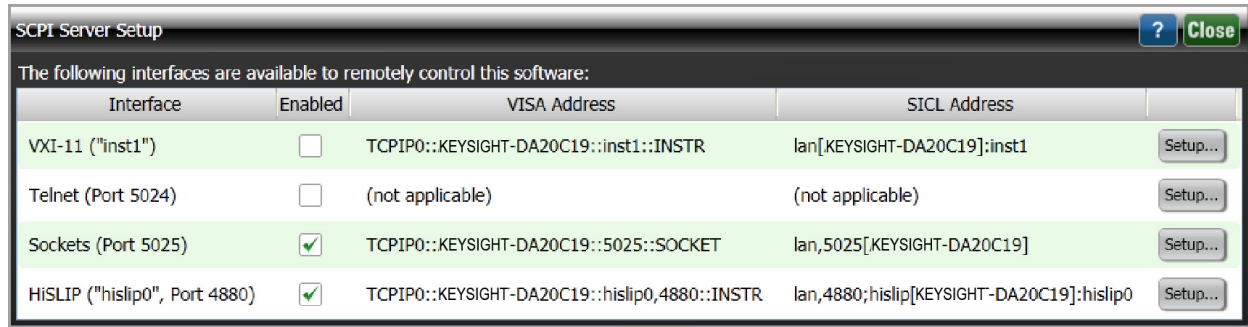 SCPI Server Setup ? Close
The following interfaces are available to remotely control this software:
Interface Enabled VISA Address SICL Address
VXI-11 ("inst1") TCPIP0::KEYSIGHT-DA20C19::inst1::INSTR lan[KEYSIGHT-DA20C19]:inst1 Setup...
Telnet (Port 5024) (not applicable) (not applicable) Setup...
Sockets (Port 5025) TCPIP0::KEYSIGHT-DA20C19::5025::SOCKET lan,5025[KEYSIGHT-DA20C19] Setup...
HiSLIP ("hislip0", Port 4880) TCPIP0::KEYSIGHT-DA20C19::hislip0,4880::INSTR lan,4880;hislip[KEYSIGHT-DA20C19]:hislip0 Setup...